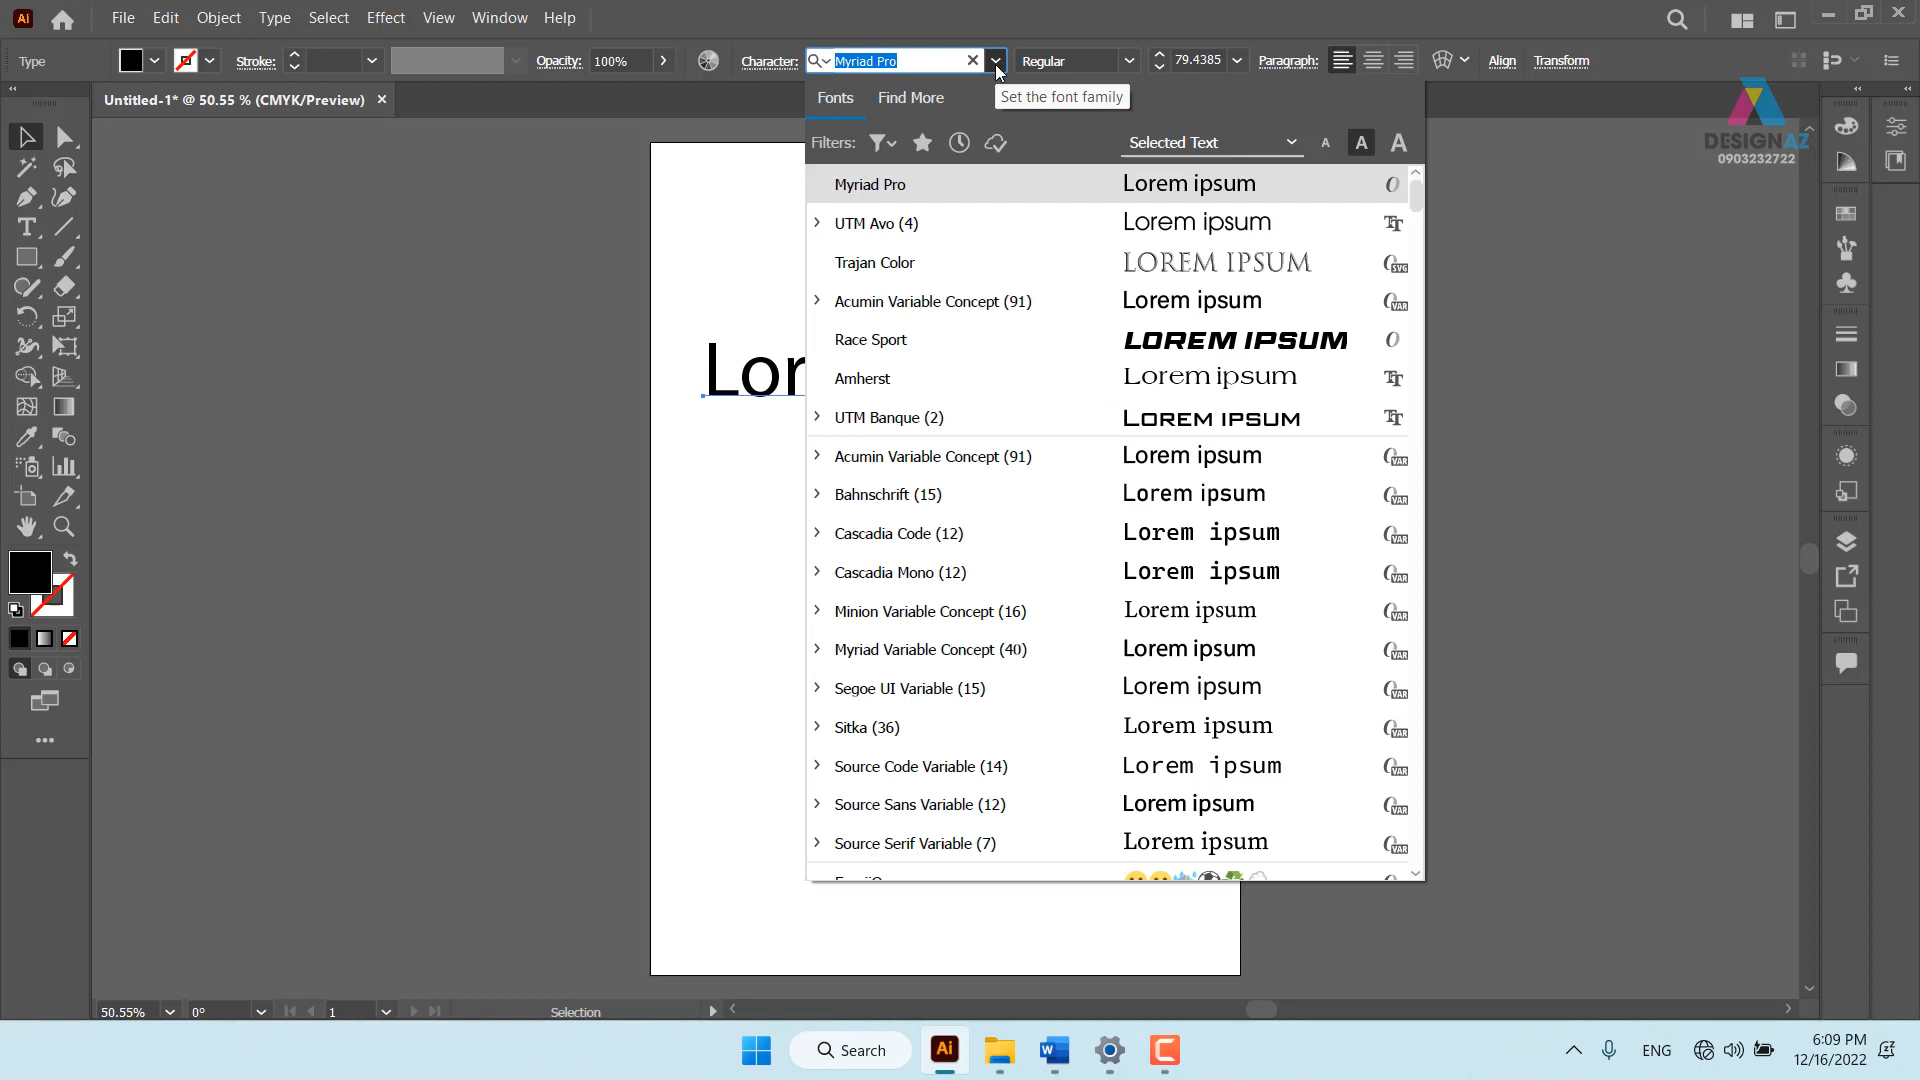 Ai File Edit Object Type Select Effect View Window Help
Type Stroke: Opacity: 100% Character: Myriad Pro Regular 79.4385 Paragraph: Align Transform
Untitled-1* @ 50.55 % (CMYK/Preview)
Fonts Find More
Set the font family
DESIGNAZ
0903232722
Filters: Selected Text A A A
Myriad Pro Lorem ipsum
UTM Avo (4) Lorem ipsum
Trajan Color LOREM IPSUM
Acumin Variable Concept (91) Lorem ipsum
Race Sport LOREM IPSUM
Lor
Amherst Lorem ipsum
UTM Banque (2) LOREM IPSUM
Acumin Variable Concept (91) Lorem ipsum
Bahnschrift (15) Lorem ipsum
Cascadia Code (12) Lorem ipsum
Cascadia Mono (12) Lorem ipsum
Minion Variable Concept (16) Lorem ipsum
Myriad Variable Concept (40) Lorem ipsum
Segoe UI Variable (15) Lorem ipsum
Sitka (36) Lorem ipsum
Source Code Variable (14) Lorem ipsum
Source Sans Variable (12) Lorem ipsum
Source Serif Variable (7) Lorem ipsum
50.55% 0° 1 Selection
Search Ai ENG 6:09 PM
12/16/2022